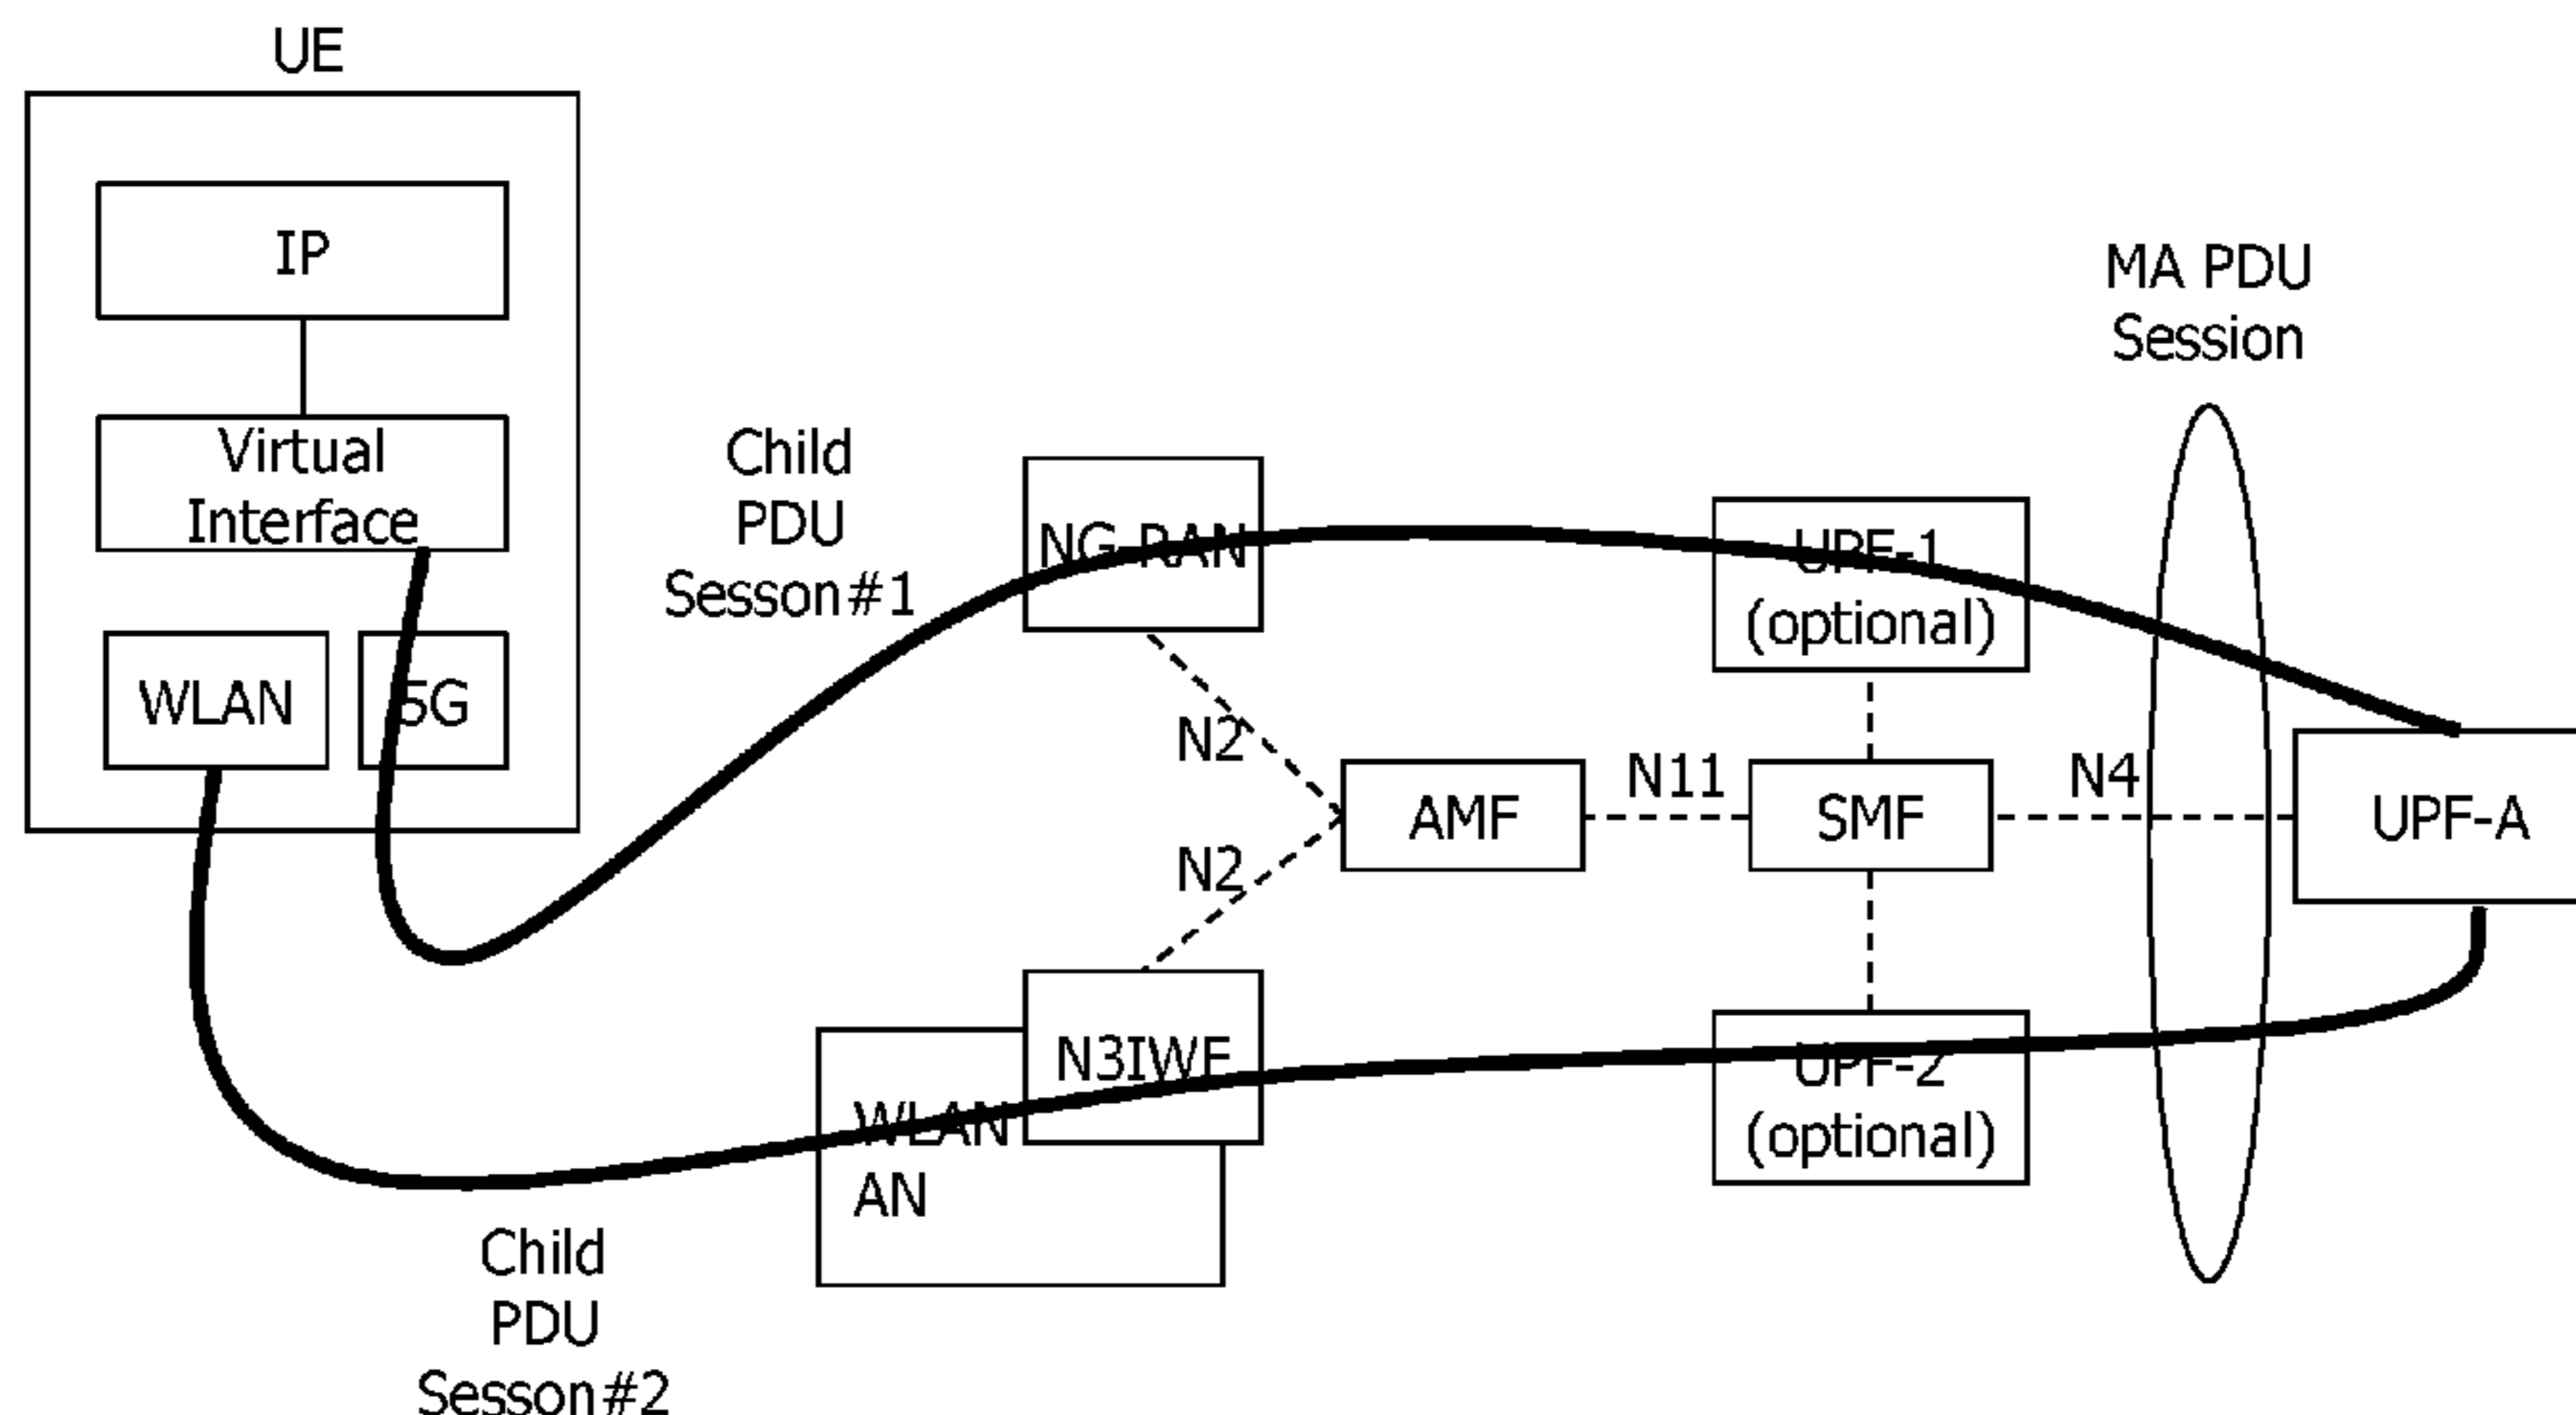 UE
IP
Virtual
Interface
WLAN
5G
Child
PDU
Sesson#1
NG-RAN
UPF-1
(optional)
MA PDU
Session
N2
N2
AMF
N11
SMF
N4
UPF-A
N3IWF
WLAN
AN
UPF-2
(optional)
Child
PDU
Sesson#2